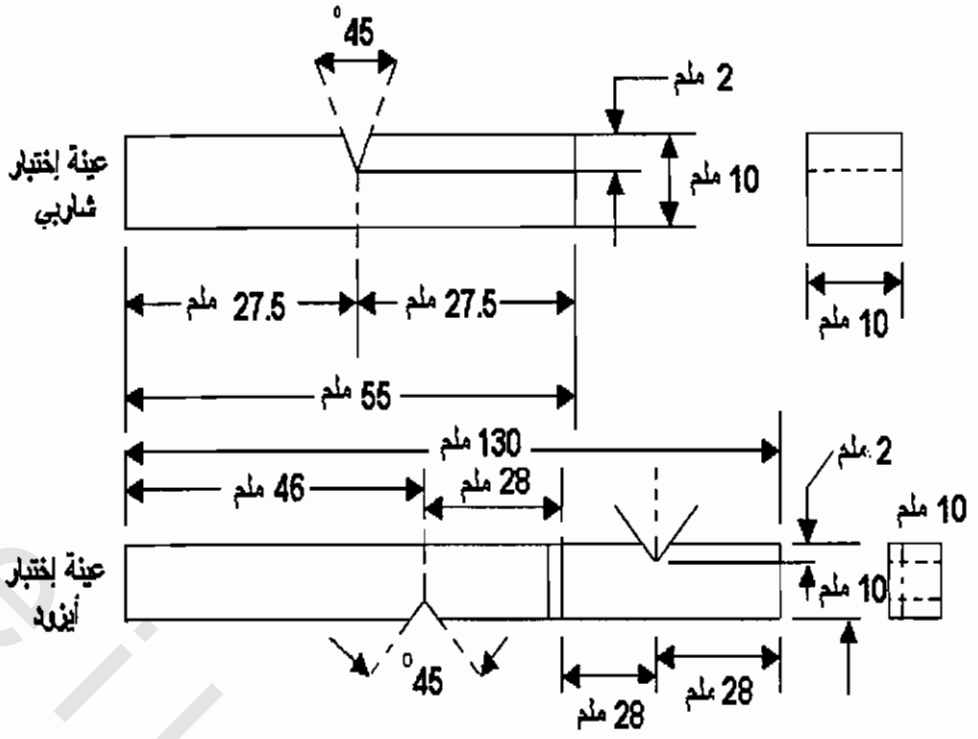 45°
2 ملم
عينة إختبار
شاربي
10 ملم
27.5 ملم
27.5 ملم
10 ملم
55 ملم
130 ملم
2 ملم
46 ملم
28 ملم
10 ملم
عينة إختبار
أيزود
10 ملم
45°
28 ملم
28 ملم